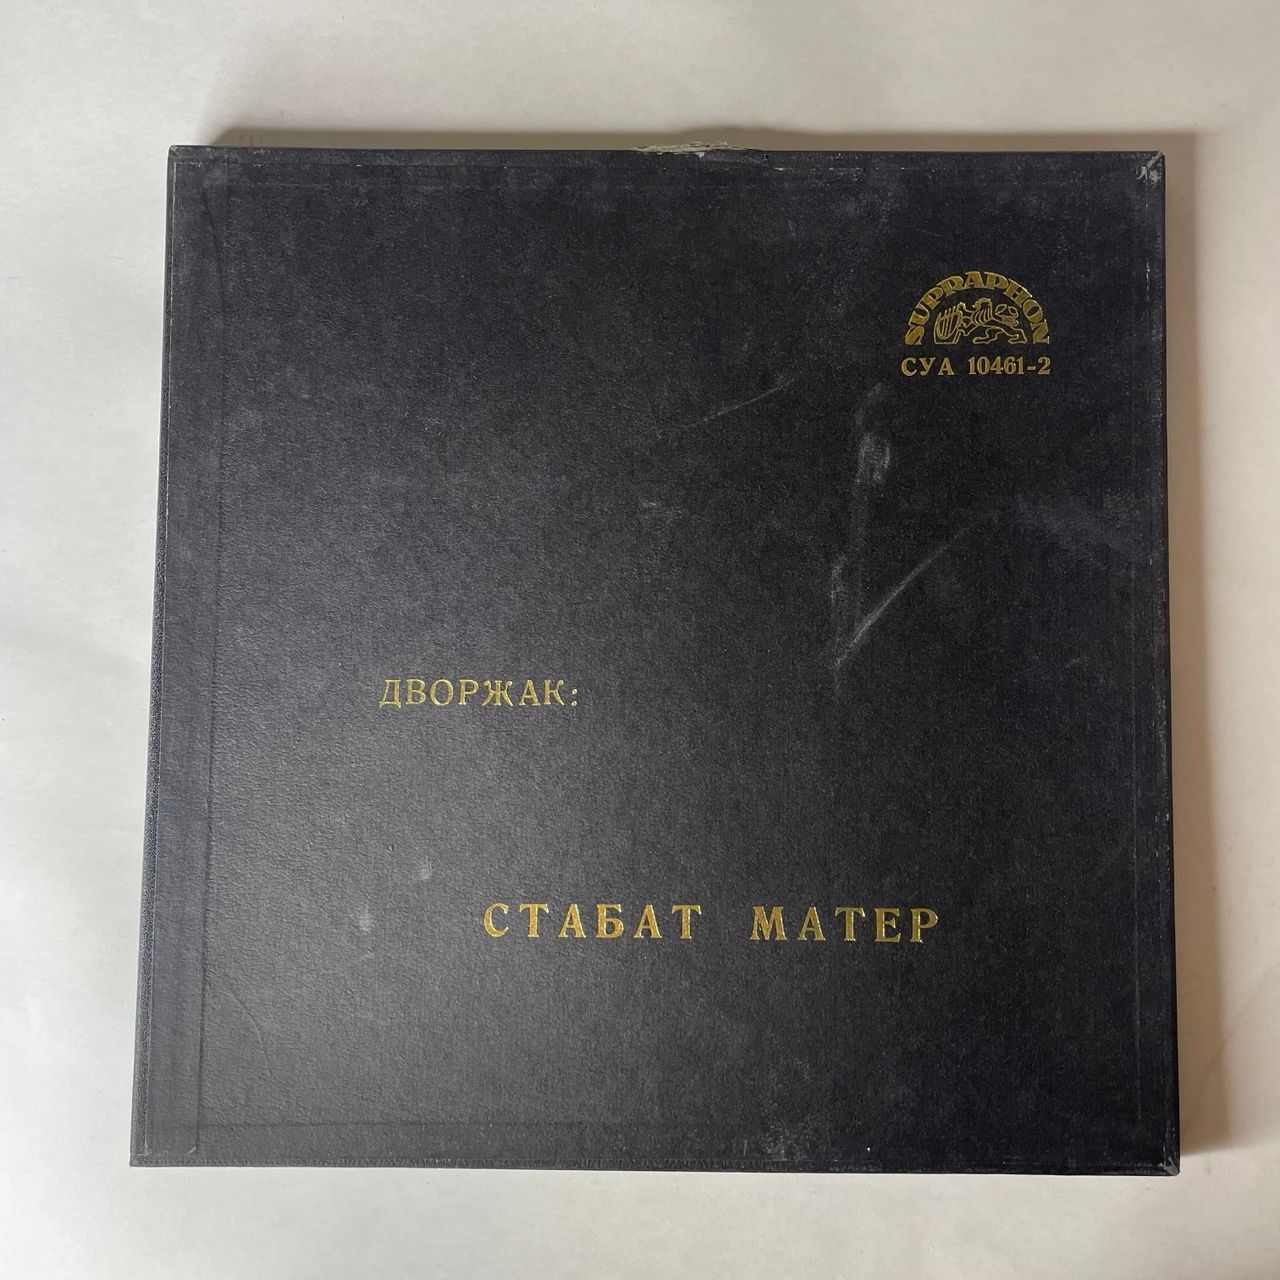 SUPRAPHON
СУА 10461-2
ДВОРЖАК:
СТАБАТ МАТЕР